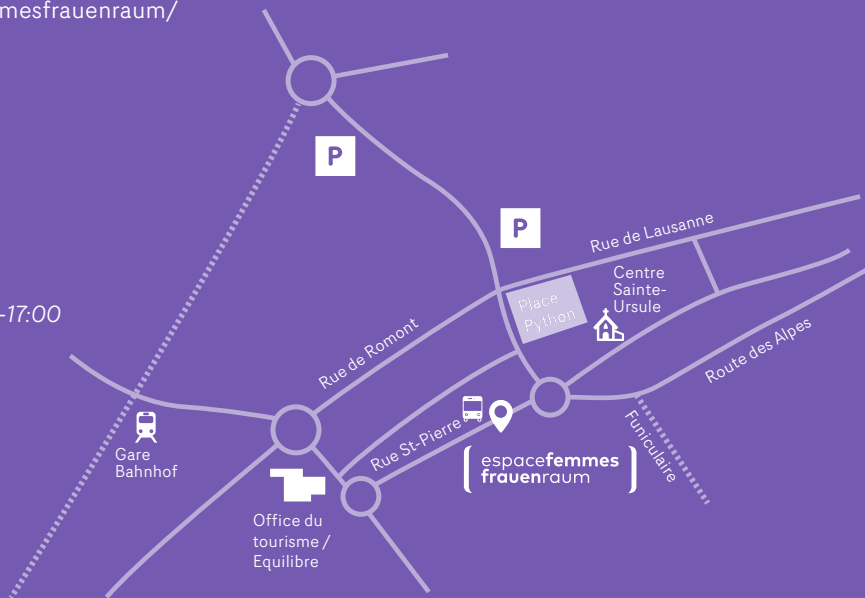 mesfrauenraum/
P
P
Rue de Lausanne
Centre
Sainte-
Ursule
Place
Python
-17:00
Rue de Romont
Route des Alpes
Rue St-Pierre
Funiculaire
Gare
Bahnhof
espacefemmes
frauenraum
Office du
tourisme /
Equilibre